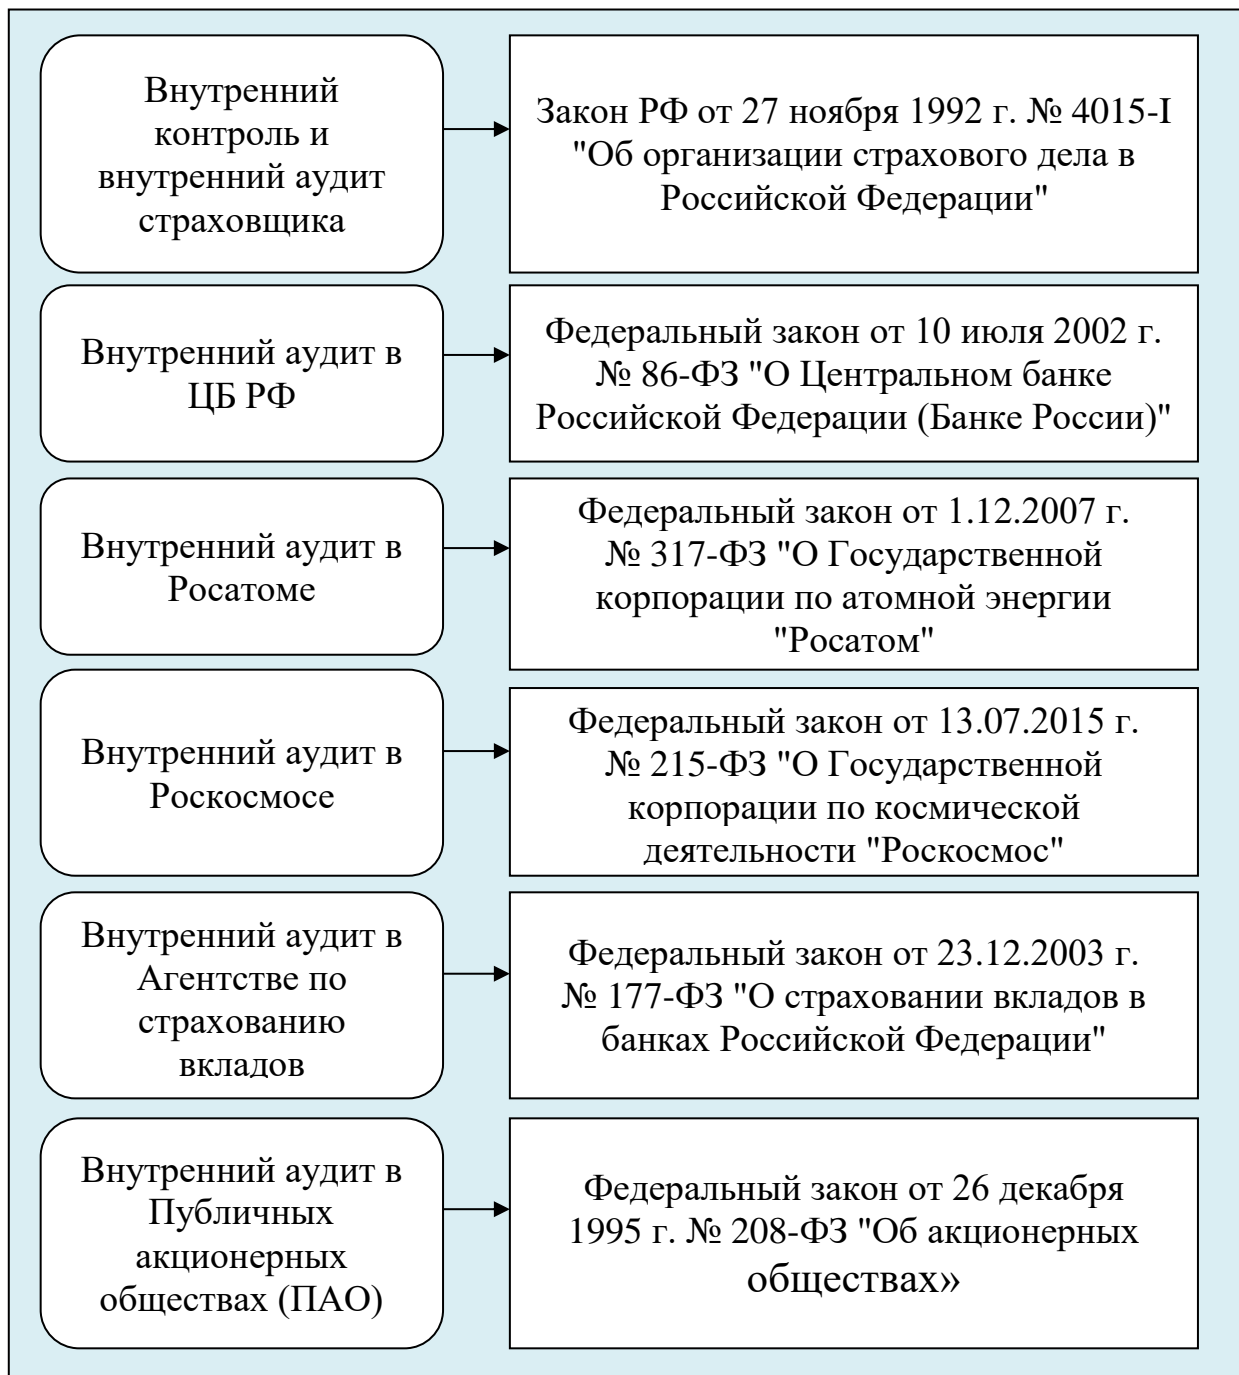 Внутренний
контроль и
внутренний аудит
страховщика
Закон РФ от 27 ноября 1992 г. № 4015-I
"Об организации страхового дела в
Российской Федерации"
Внутренний аудит в
ЦБ РФ
Федеральный закон от 10 июля 2002 г.
№ 86-ФЗ "О Центральном банке
Российской Федерации (Банке России)"
Внутренний аудит в
Росатоме
Федеральный закон от 1.12.2007 г.
№ 317-ФЗ "О Государственной
корпорации по атомной энергии
"Росатом"
Внутренний аудит в
Роскосмосе
Федеральный закон от 13.07.2015 г.
№ 215-ФЗ "О Государственной
корпорации по космической
деятельности "Роскосмос"
Внутренний аудит в
Агентстве по
страхованию
вкладов
Федеральный закон от 23.12.2003 г.
№ 177-ФЗ "О страховании вкладов в
банках Российской Федерации"
Внутренний аудит в
Публичных
акционерных
обществах (ПАО)
Федеральный закон от 26 декабря
1995 г. № 208-ФЗ "Об акционерных
обществах»